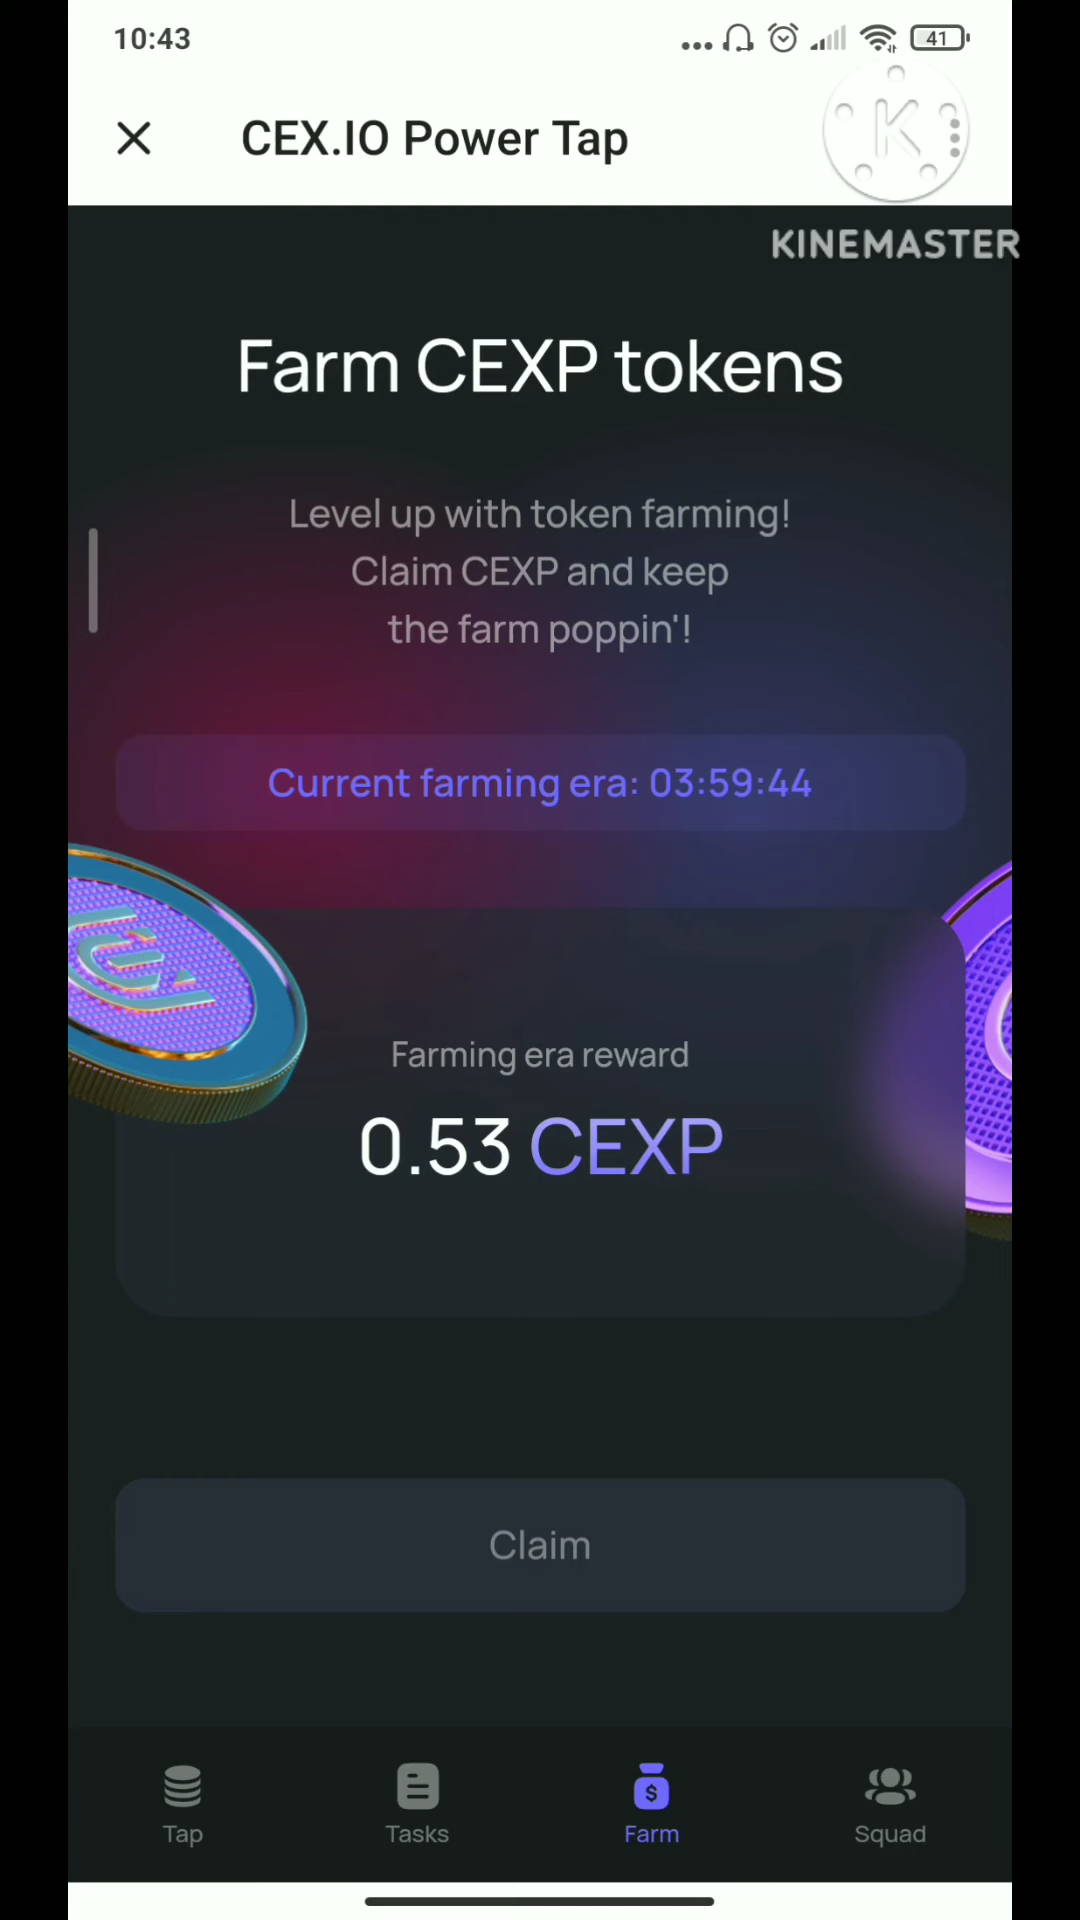 10:43
41
CEX.IO Power Tap
K
KINEMASTER
Farm CEXP tokens
Level up with token farming!
Claim CEXP and keep
the farm poppin'!
Current farming era: 03:59:44
Farming era reward
0.53 CEXP
Claim
$
Tap
Tasks
Farm
Squad